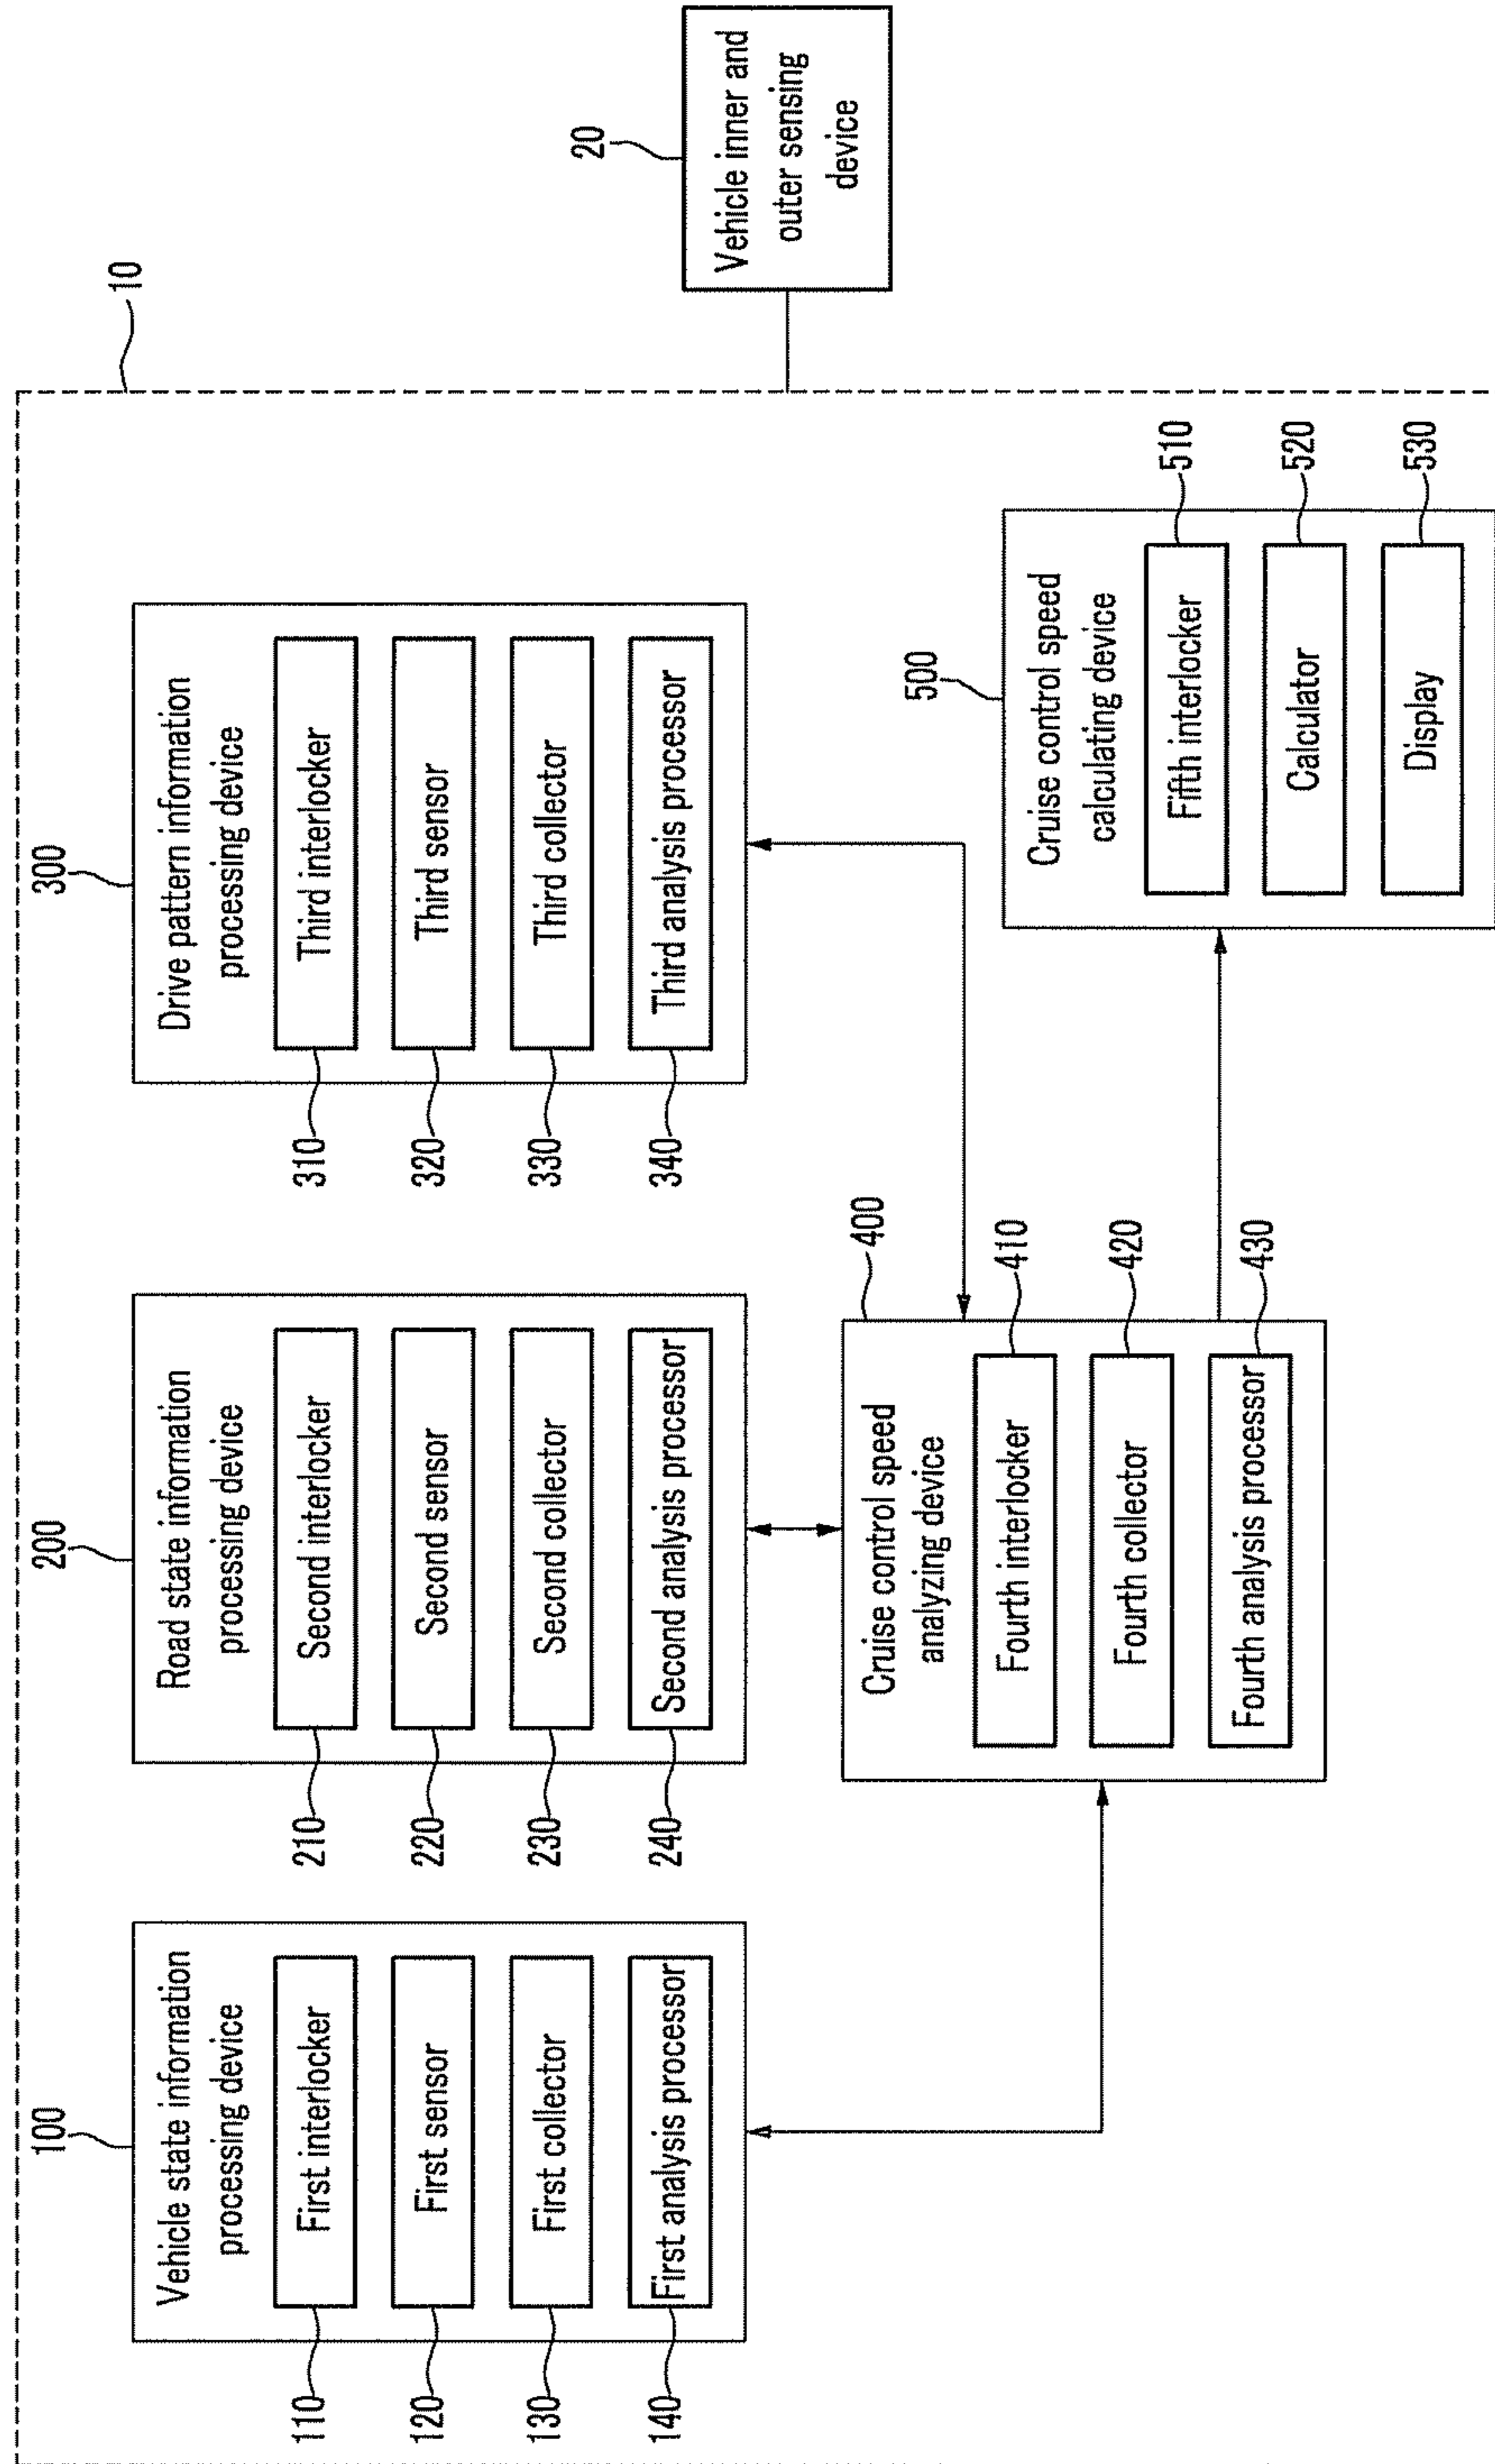 10
100
Vehicle state information
processing device
110
First interlocker
120
First sensor
130
First collector
140
First analysis processor
200
Road state information
processing device
210
Second interlocker
220
Second sensor
230
Second collector
240
Second analysis processor
300
Drive pattern information
processing device
310
Third interlocker
320
Third sensor
330
Third collector
340
Third analysis processor
400
Cruise control speed
analyzing device
Fourth interlocker
410
Fourth collector
420
Fourth analysis processor
430
500
Cruise control speed
calculating device
Fifth interlocker
510
Calculator
520
Display
530
20
Vehicle inner and
outer sensing
device